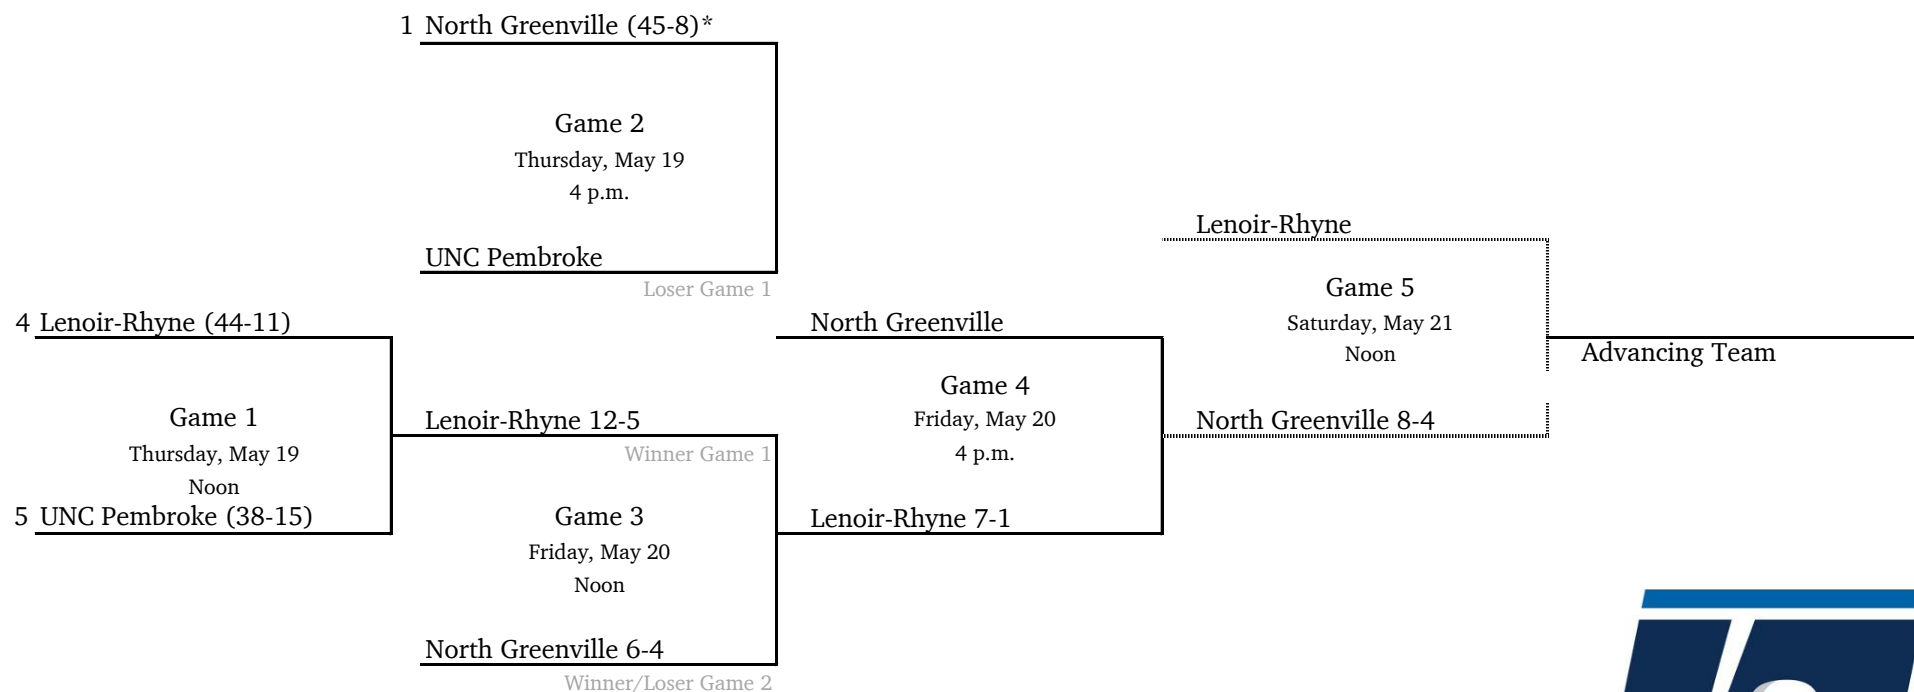 1 North Greenville (45-8)*
Game 2
Thursday, May 19
4 p.m.
UNC Pembroke
Loser Game 1
4 Lenoir-Rhyne (44-11)
Game 1
Thursday, May 19
Noon
5 UNC Pembroke (38-15)
Lenoir-Rhyne 12-5
Winner Game 1
Game 3
Friday, May 20
Noon
North Greenville 6-4
Winner/Loser Game 2
North Greenville
Game 4
Friday, May 20
4 p.m.
Lenoir-Rhyne 7-1
Lenoir-Rhyne
Game 5
Saturday, May 21
Noon
North Greenville 8-4
Advancing Team